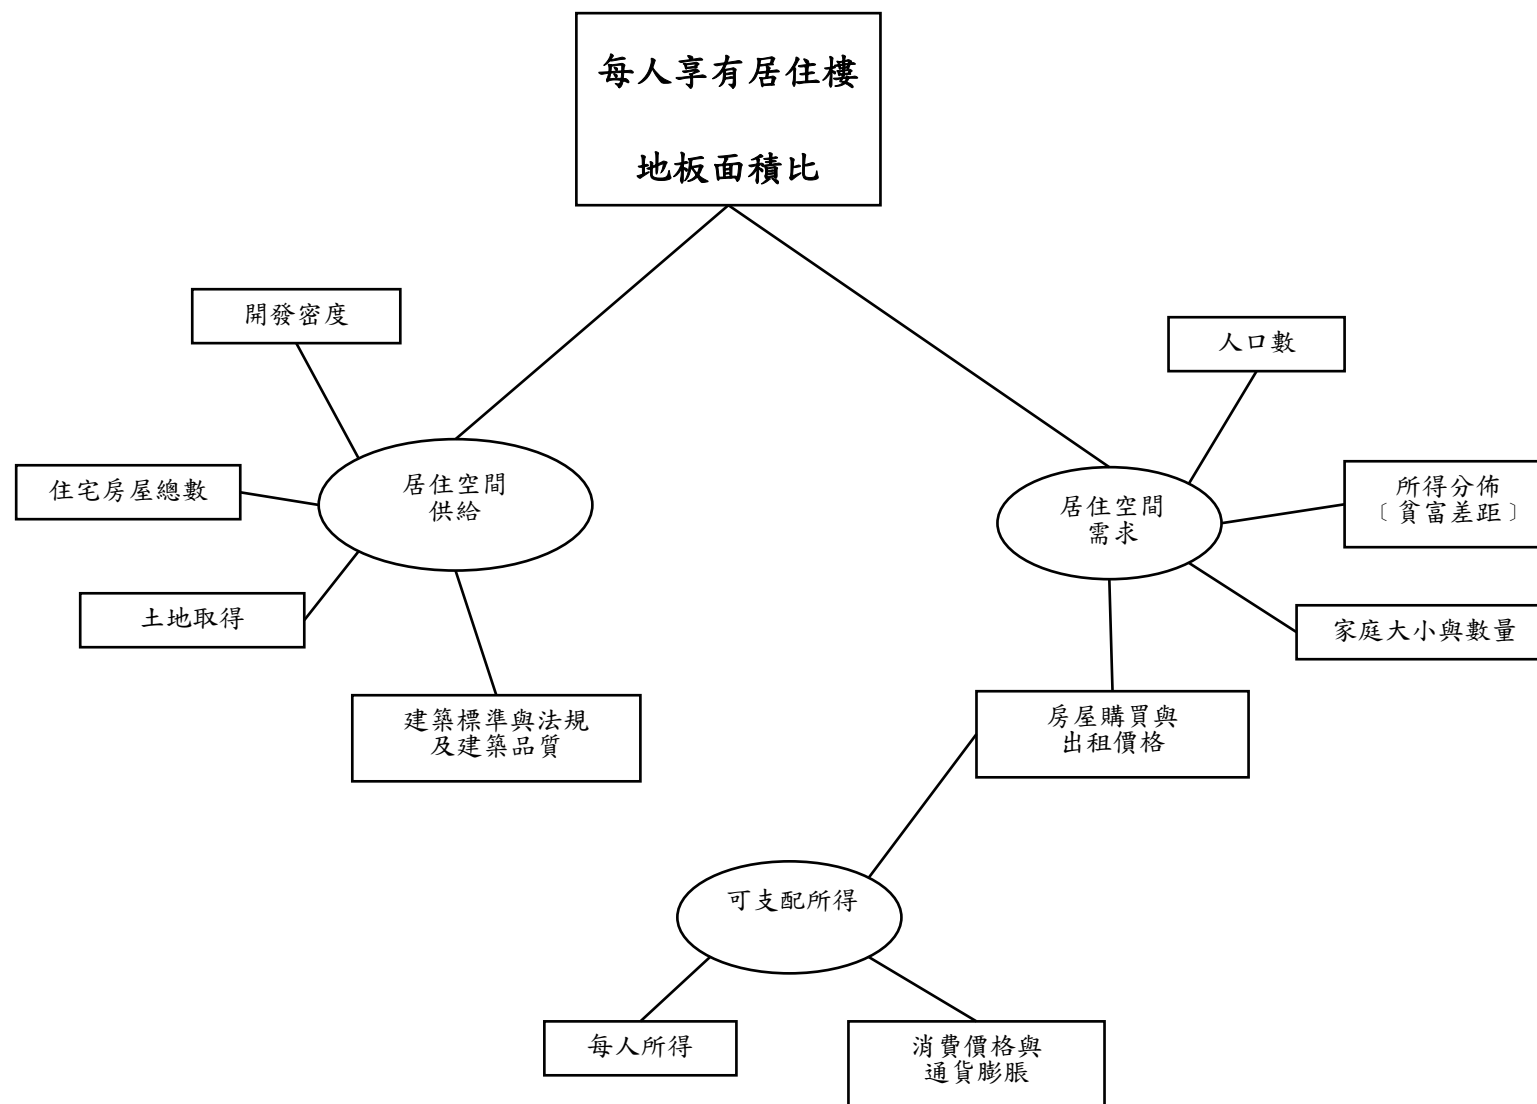 每人享有居住樓
地板面積比
開發密度
人口數
住宅房屋總數
居住空間
供給
居住空間
需求
所得分佈
﹝貧富差距﹞
土地取得
家庭大小與數量
建築標準與法規
及建築品質
房屋購買與
出租價格
可支配所得
每人所得
消費價格與
通貨膨脹